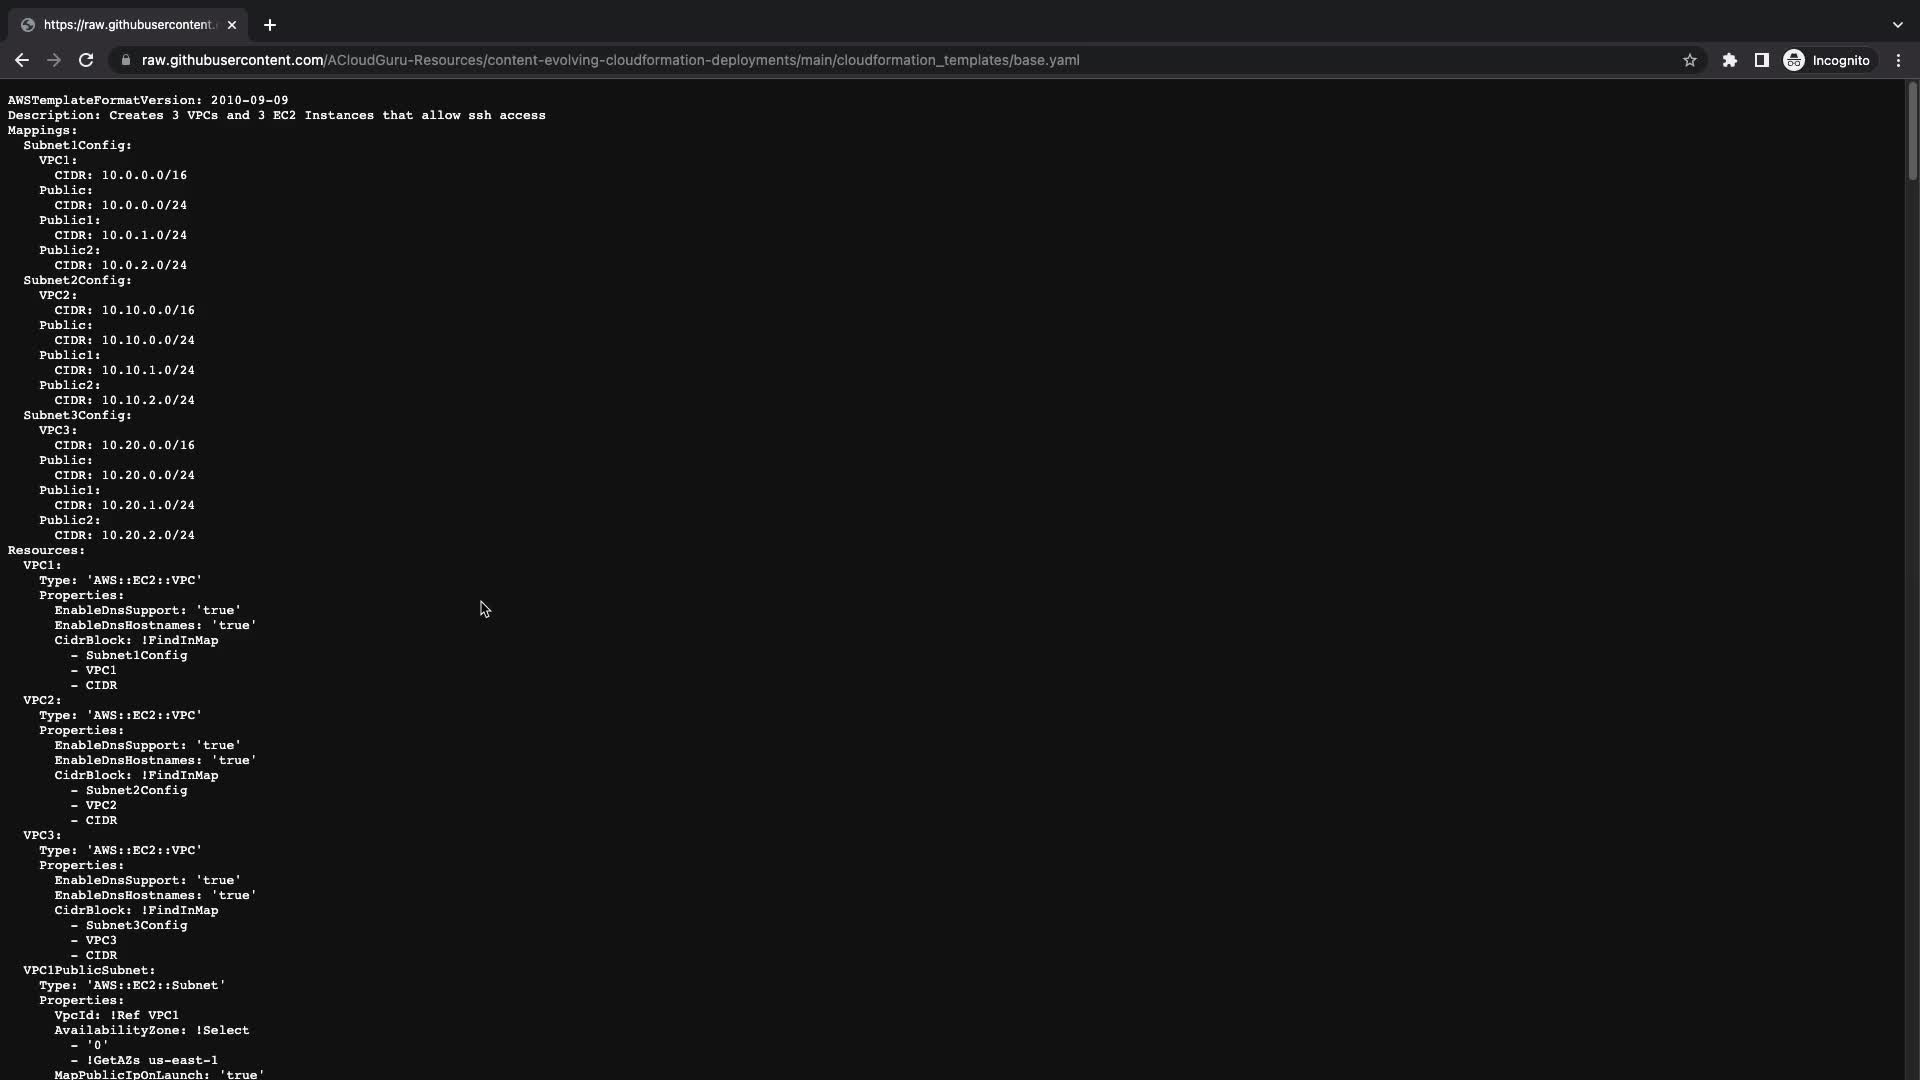 https://raw.githubusercontent.
raw.githubusercontent.com/ACloudGuru-Resources/content-evolving-cloudformation-deployments/main/cloudformation_templates/base.yaml
Incognito
AWSTemplateFormatVersion: 2010-09-09
Description: Creates 3 VPCs and 3 EC2 Instances that allow ssh access
Mappings:
  Subnet1Config:
    VPC1:
      CIDR: 10.0.0.0/16
    Public:
      CIDR: 10.0.0.0/24
    Public1:
      CIDR: 10.0.1.0/24
    Public2:
      CIDR: 10.0.2.0/24
  Subnet2Config:
    VPC2:
      CIDR: 10.10.0.0/16
    Public:
      CIDR: 10.10.0.0/24
    Public1:
      CIDR: 10.10.1.0/24
    Public2:
      CIDR: 10.10.2.0/24
  Subnet3Config:
    VPC3:
      CIDR: 10.20.0.0/16
    Public:
      CIDR: 10.20.0.0/24
    Public1:
      CIDR: 10.20.1.0/24
    Public2:
      CIDR: 10.20.2.0/24
Resources:
  VPC1:
    Type: 'AWS::EC2::VPC'
    Properties:
      EnableDnsSupport: 'true'
      EnableDnsHostnames: 'true'
      CidrBlock: !FindInMap
        - Subnet1Config
        - VPC1
        - CIDR
  VPC2:
    Type: 'AWS::EC2::VPC'
    Properties:
      EnableDnsSupport: 'true'
      EnableDnsHostnames: 'true'
      CidrBlock: !FindInMap
        - Subnet2Config
        - VPC2
        - CIDR
  VPC3:
    Type: 'AWS::EC2::VPC'
    Properties:
      EnableDnsSupport: 'true'
      EnableDnsHostnames: 'true'
      CidrBlock: !FindInMap
        - Subnet3Config
        - VPC3
        - CIDR
  VPC1PublicSubnet:
    Type: 'AWS::EC2::Subnet'
    Properties:
      VpcId: !Ref VPC1
      AvailabilityZone: !Select
        - '0'
        - !GetAZs us-east-1
      MapPublicIpOnLaunch: 'true'